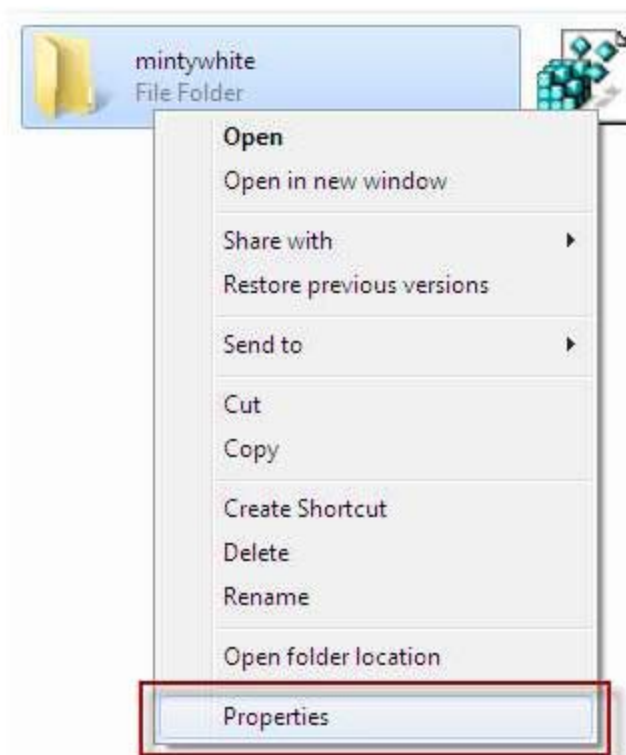 mintywhite
File Folder
Open
Open in new window
Share with
Restore previous versions
Send to
Cut
Copy
Create Shortcut
Delete
Rename
Open folder location
Properties